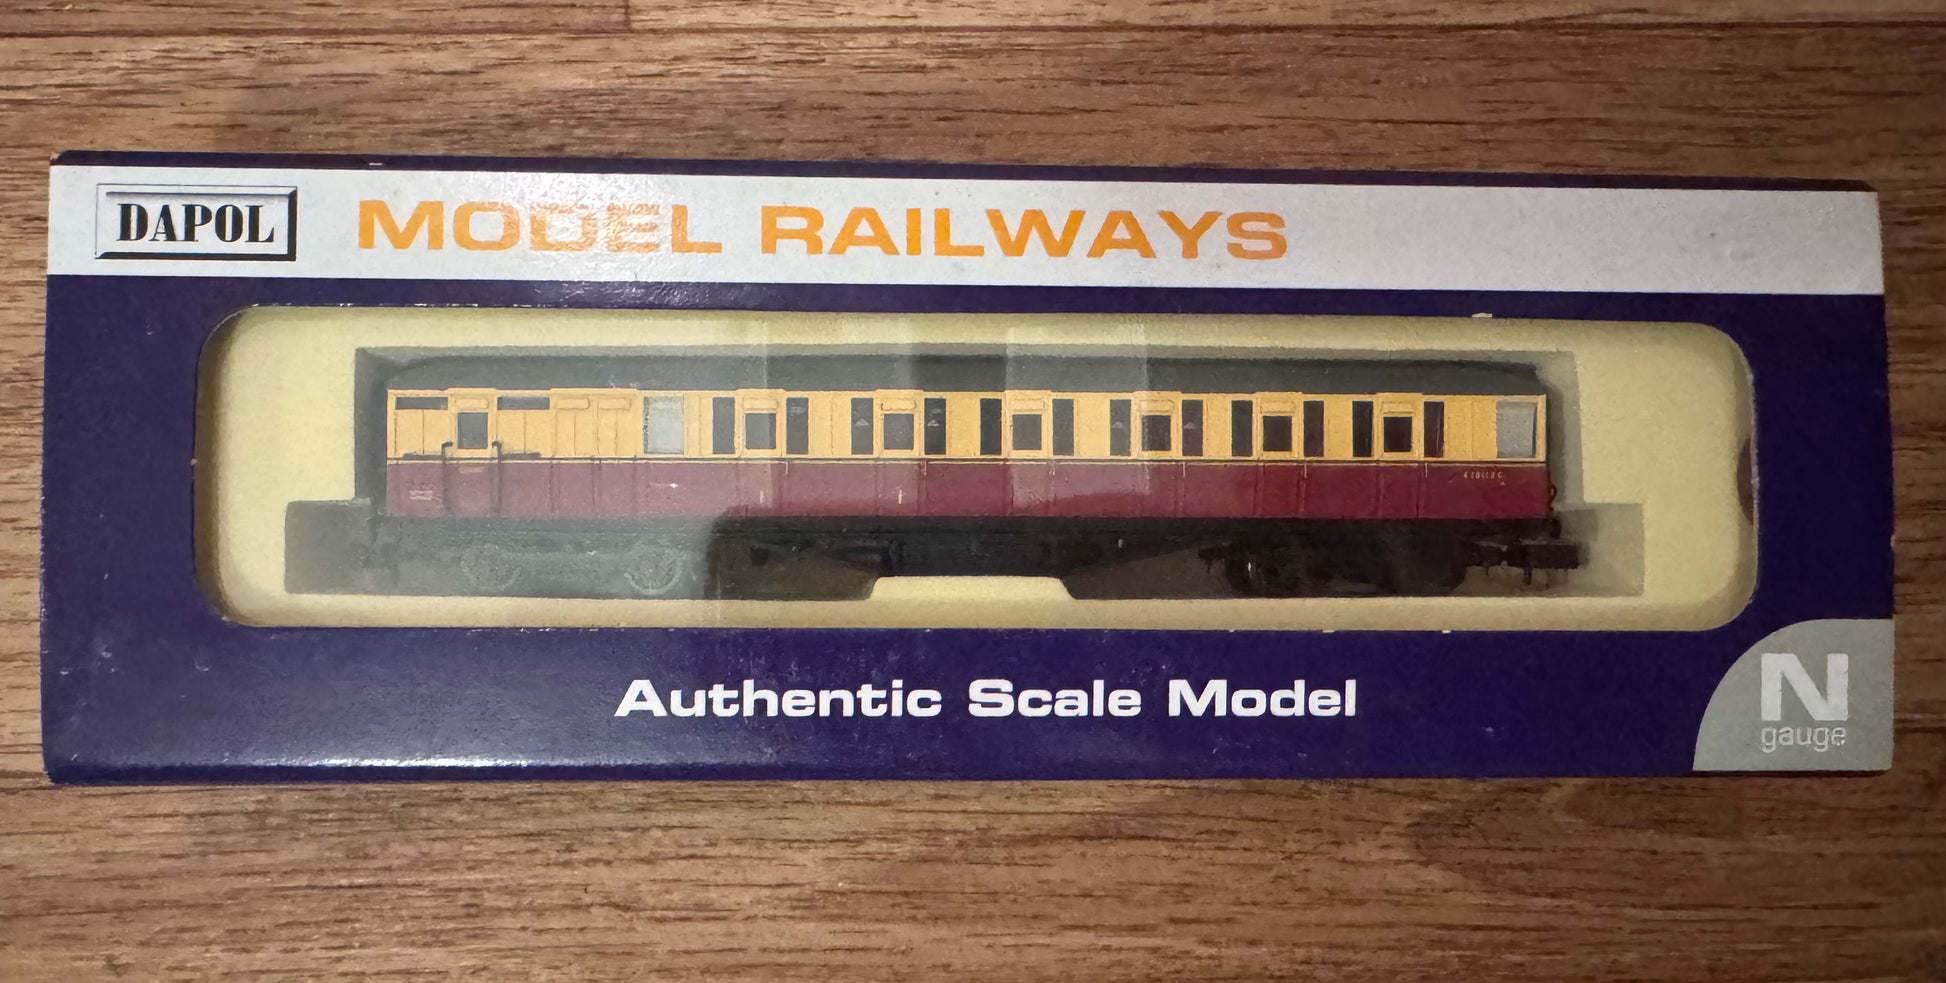 DAPOL
MODEL RAILWAYS
Authentic Scale Model
N
gauge